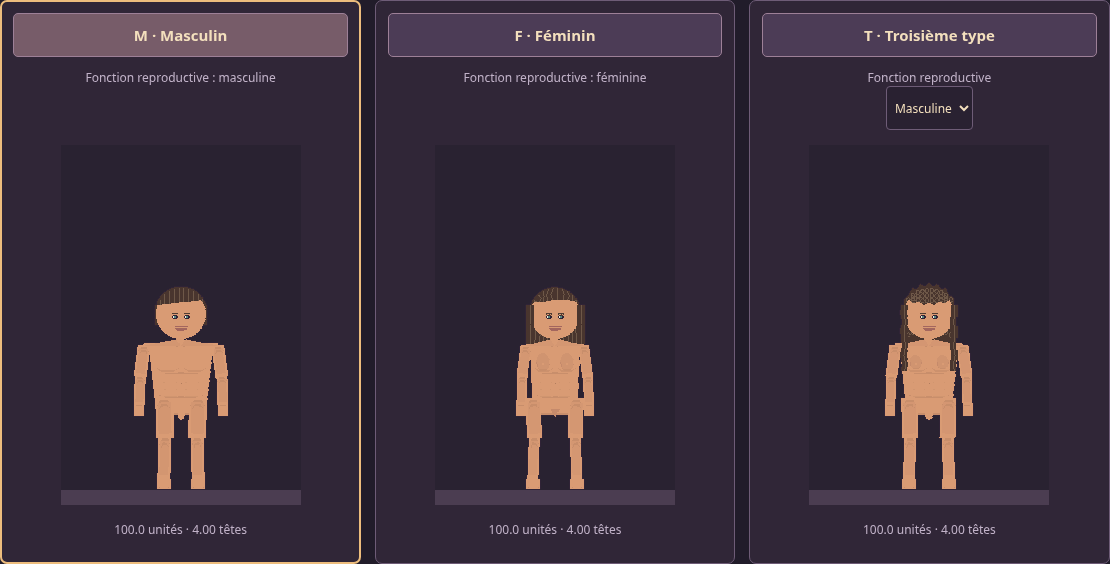 M · Masculin
Fonction reproductive : masculine
100.0 unités · 4.00 têtes
F · Féminin
Fonction reproductive : féminine
100.0 unités · 4.00 têtes
T · Troisième type
Fonction reproductive
Masculine
100.0 unités · 4.00 têtes